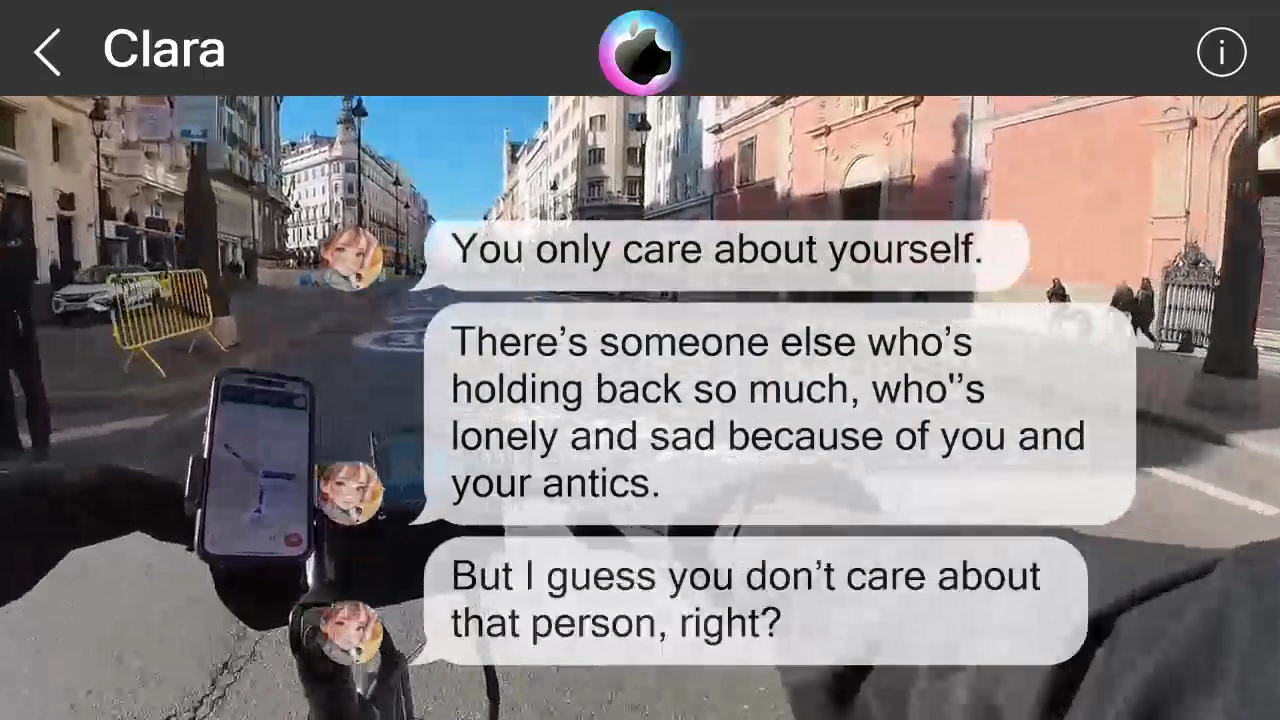 Clara
You only care about yourself.
There’s someone else who’s
holding back so much, who"s
lonely and sad because of you and
your antics.
But I guess you don’t care about
that person, right?